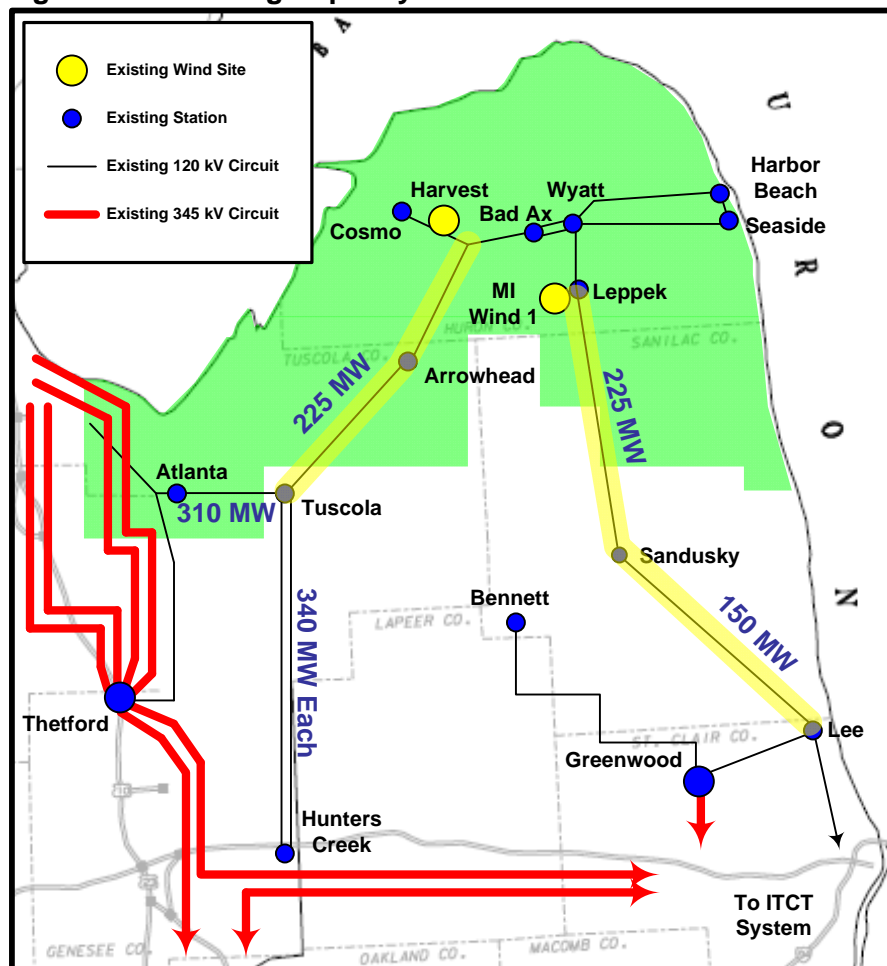 B A
Existing Wind Site
Existing Station
Existing 120 kV Circuit
Existing 345 kV Circuit
U
R
O
N
Harbor
Beach
Seaside
Wyatt
Harvest
Bad Ax
Cosmo
MI
Wind 1
Leppek
HURON CO.
TUSCOLA CO.
SANILAC CO.
Arrowhead
225 MW
225 MW
Atlanta
310 MW
Tuscola
Sandusky
Bennett
LAPEER CO.
340 MW Each
150 MW
Thetford
ST. CLAIR CO.
Lee
Greenwood
Hunters
Creek
To ITCT
System
GENESEE CO.
OAKLAND CO.
MACOMB CO.